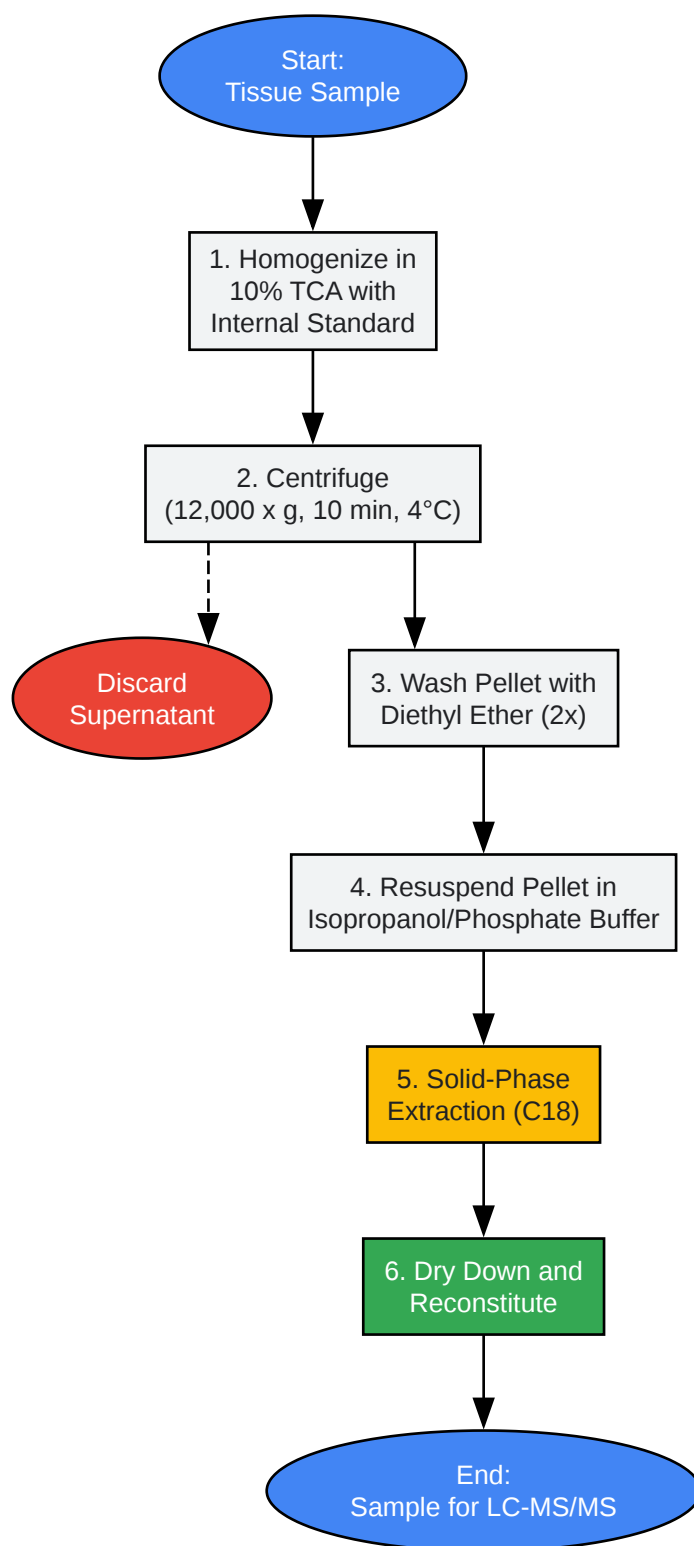 Start:
Tissue Sample
1. Homogenize in
10% TCA with
Internal Standard
2. Centrifuge
(12,000 x g, 10 min, 4°C)
Discard
Supernatant
3. Wash Pellet with
Diethyl Ether (2x)
4. Resuspend Pellet in
Isopropanol/Phosphate Buffer
5. Solid-Phase
Extraction (C18)
6. Dry Down and
Reconstitute
End:
Sample for LC-MS/MS